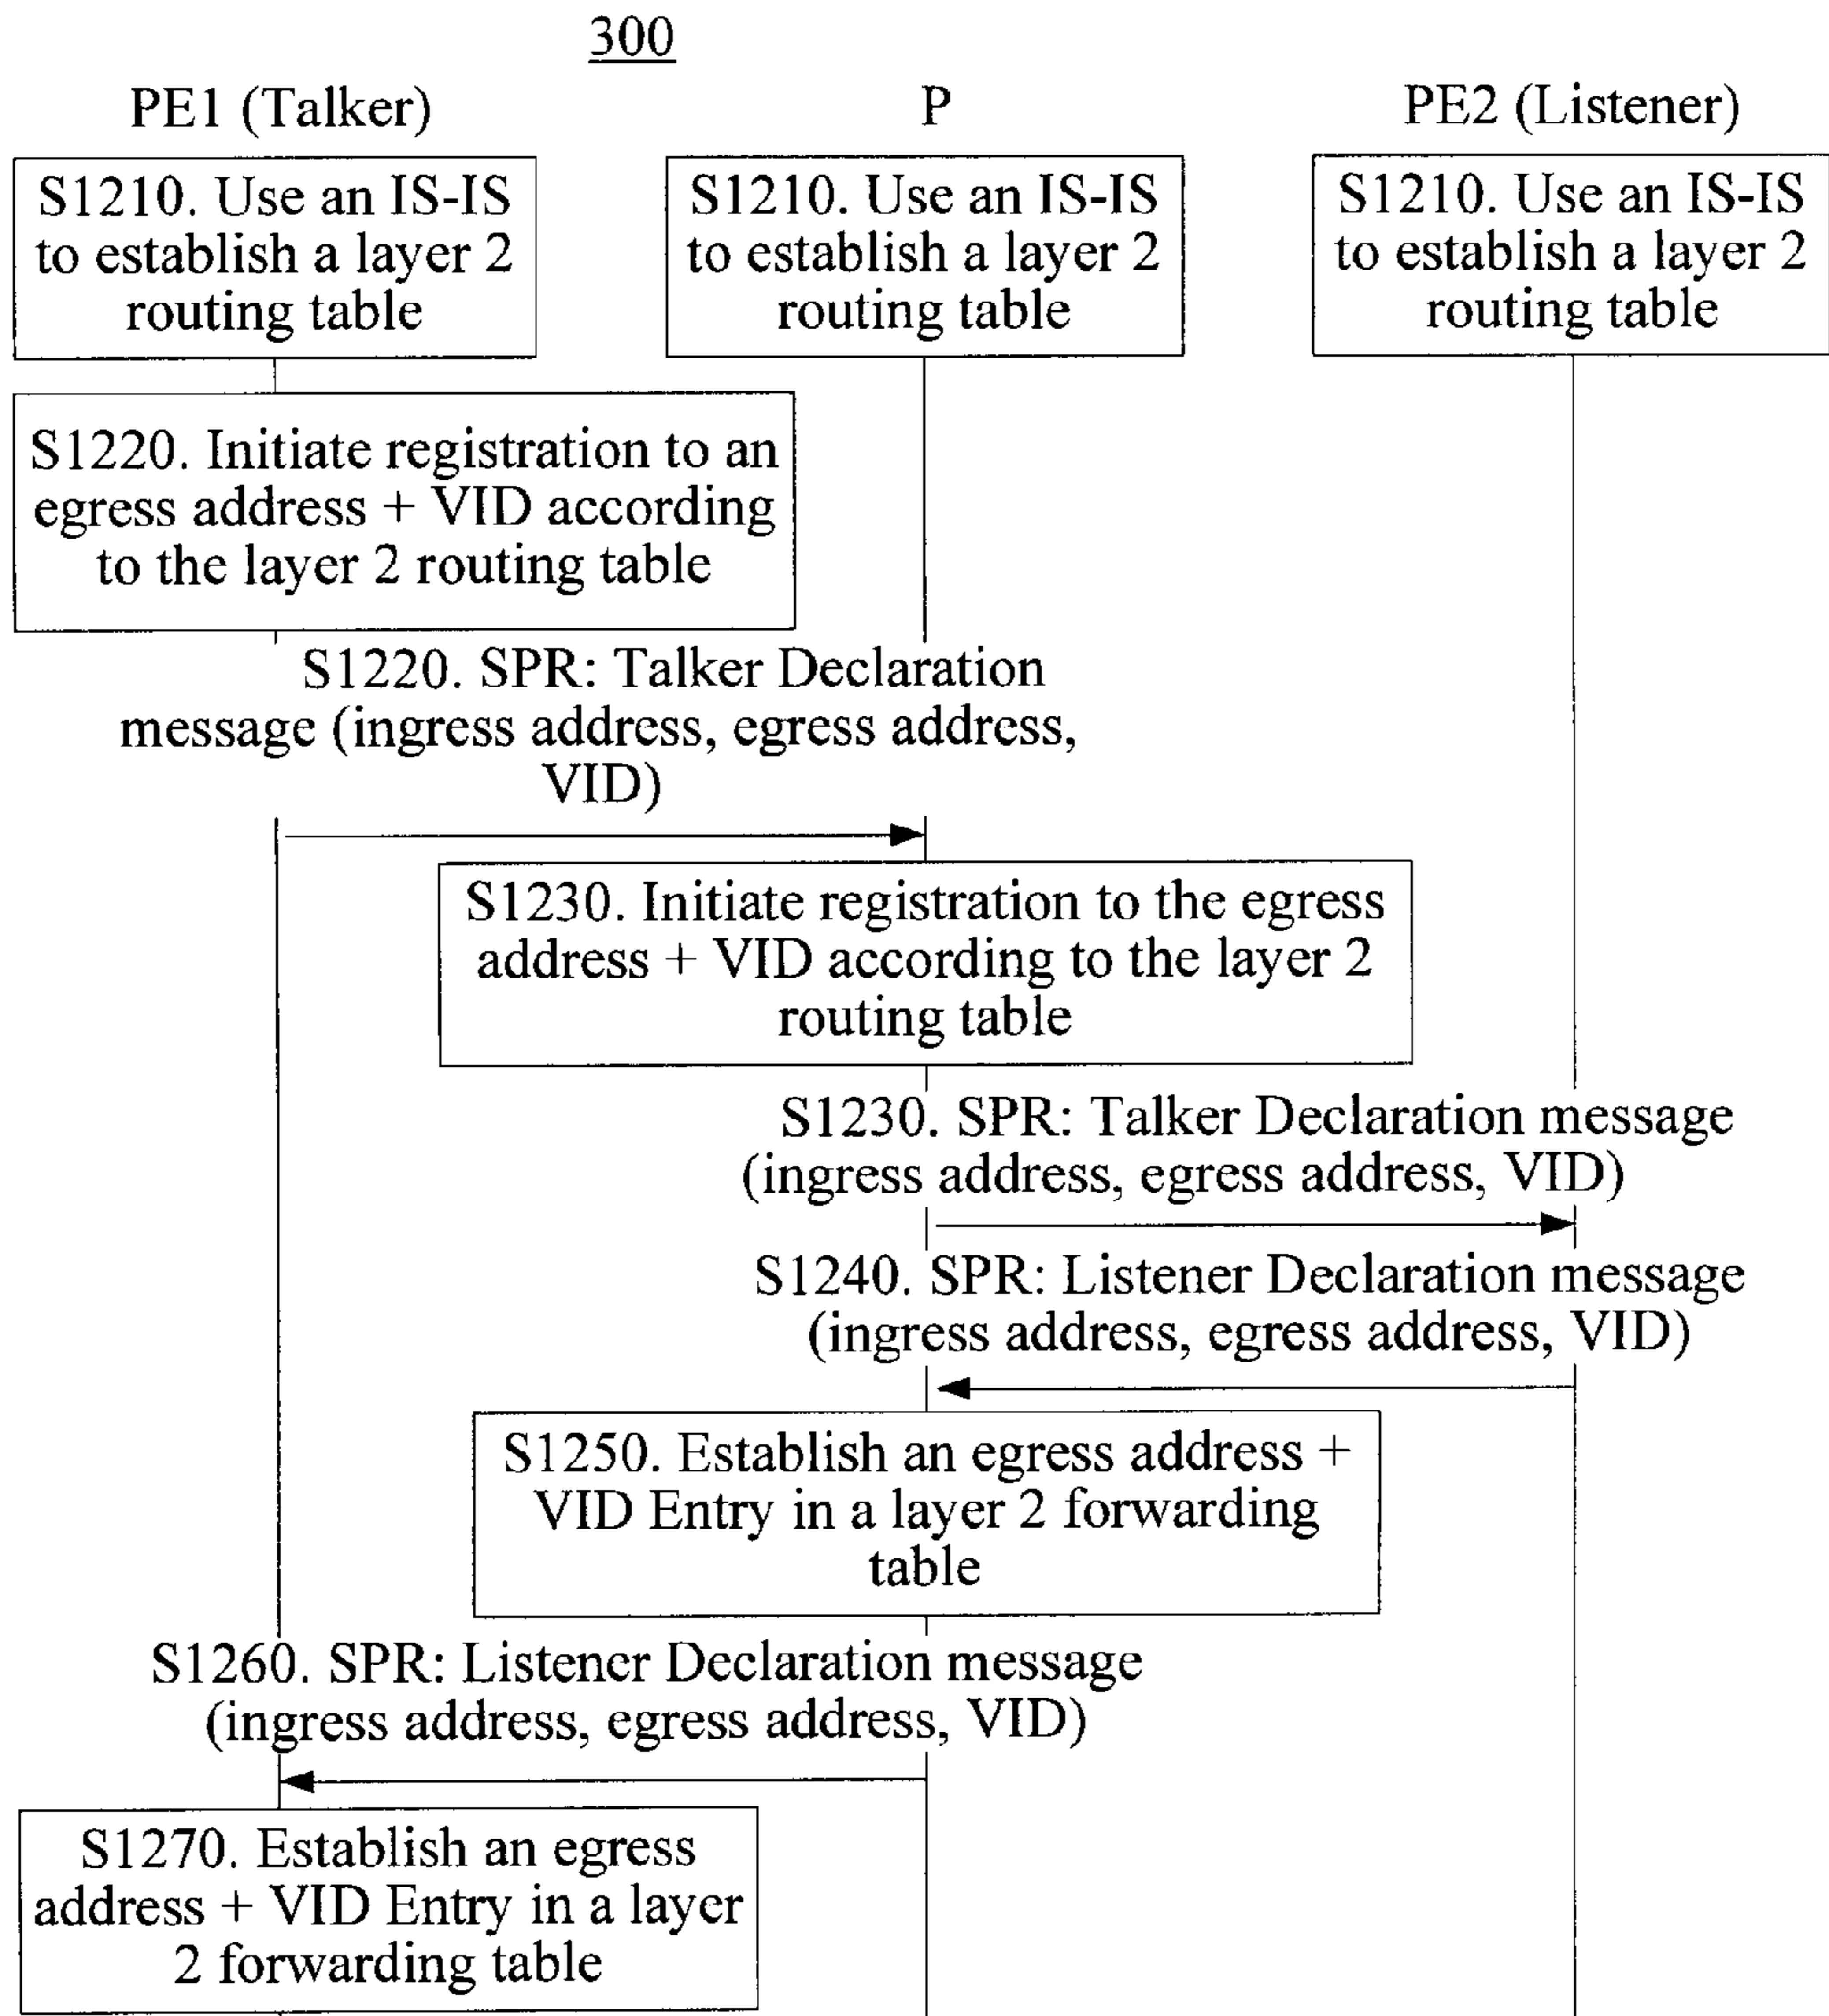 300
PE1 (Talker)
P
PE2 (Listener)
S1210. Use an IS-IS
to establish a layer 2
routing table
S1210. Use an IS-IS
to establish a layer 2
routing table
S1210. Use an IS-IS
to establish a layer 2
routing table
S1220. Initiate registration to an
egress address + VID according
to the layer 2 routing table
S1220. SPR: Talker Declaration
message (ingress address, egress address,
VID)
S1230. Initiate registration to the egress
address + VID according to the layer 2
routing table
S1230. SPR: Talker Declaration message
(ingress address, egress address, VID)
S1240. SPR: Listener Declaration message
(ingress address, egress address, VID)
S1250. Establish an egress address +
VID Entry in a layer 2 forwarding
table
S1260. SPR: Listener Declaration message
(ingress address, egress address, VID)
S1270. Establish an egress
address + VID Entry in a layer
2 forwarding table